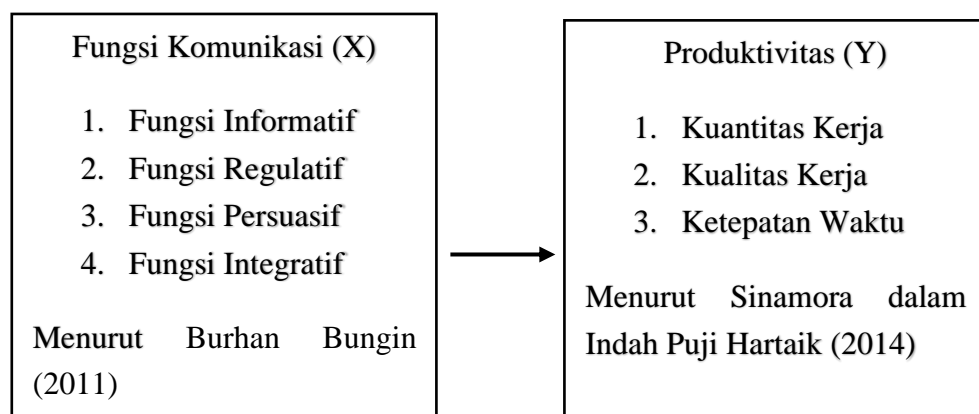 Fungsi Komunikasi (X)
1. Fungsi Informatif
2. Fungsi Regulatif
3. Fungsi Persuasif
4. Fungsi Integratif
Menurut Burhan Bungin
(2011)
Produktivitas (Y)
1. Kuantitas Kerja
2. Kualitas Kerja
3. Ketepatan Waktu
Menurut Sinamora dalam
Indah Puji Hartaik (2014)